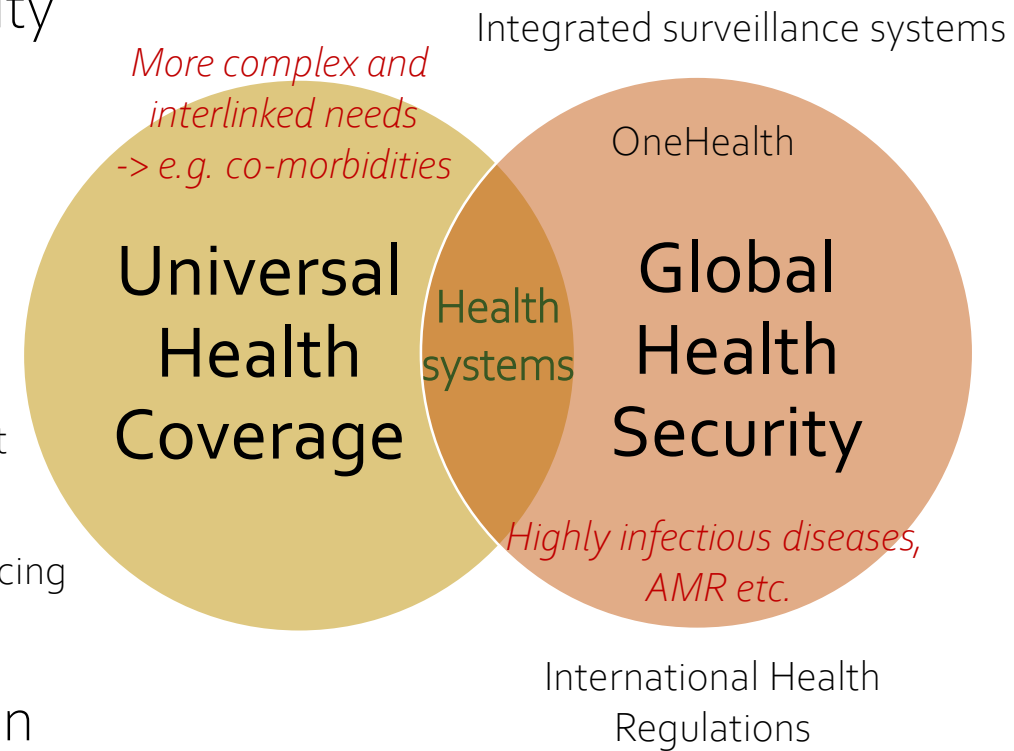 Integrated surveillance systems
More complex and
interlinked needs
-> e.g. co-morbidities
OneHealth
Universal
Health
Coverage
Health
systems
Global
Health
Security
Highly infectious diseases,
AMR etc.
International Health
Regulations